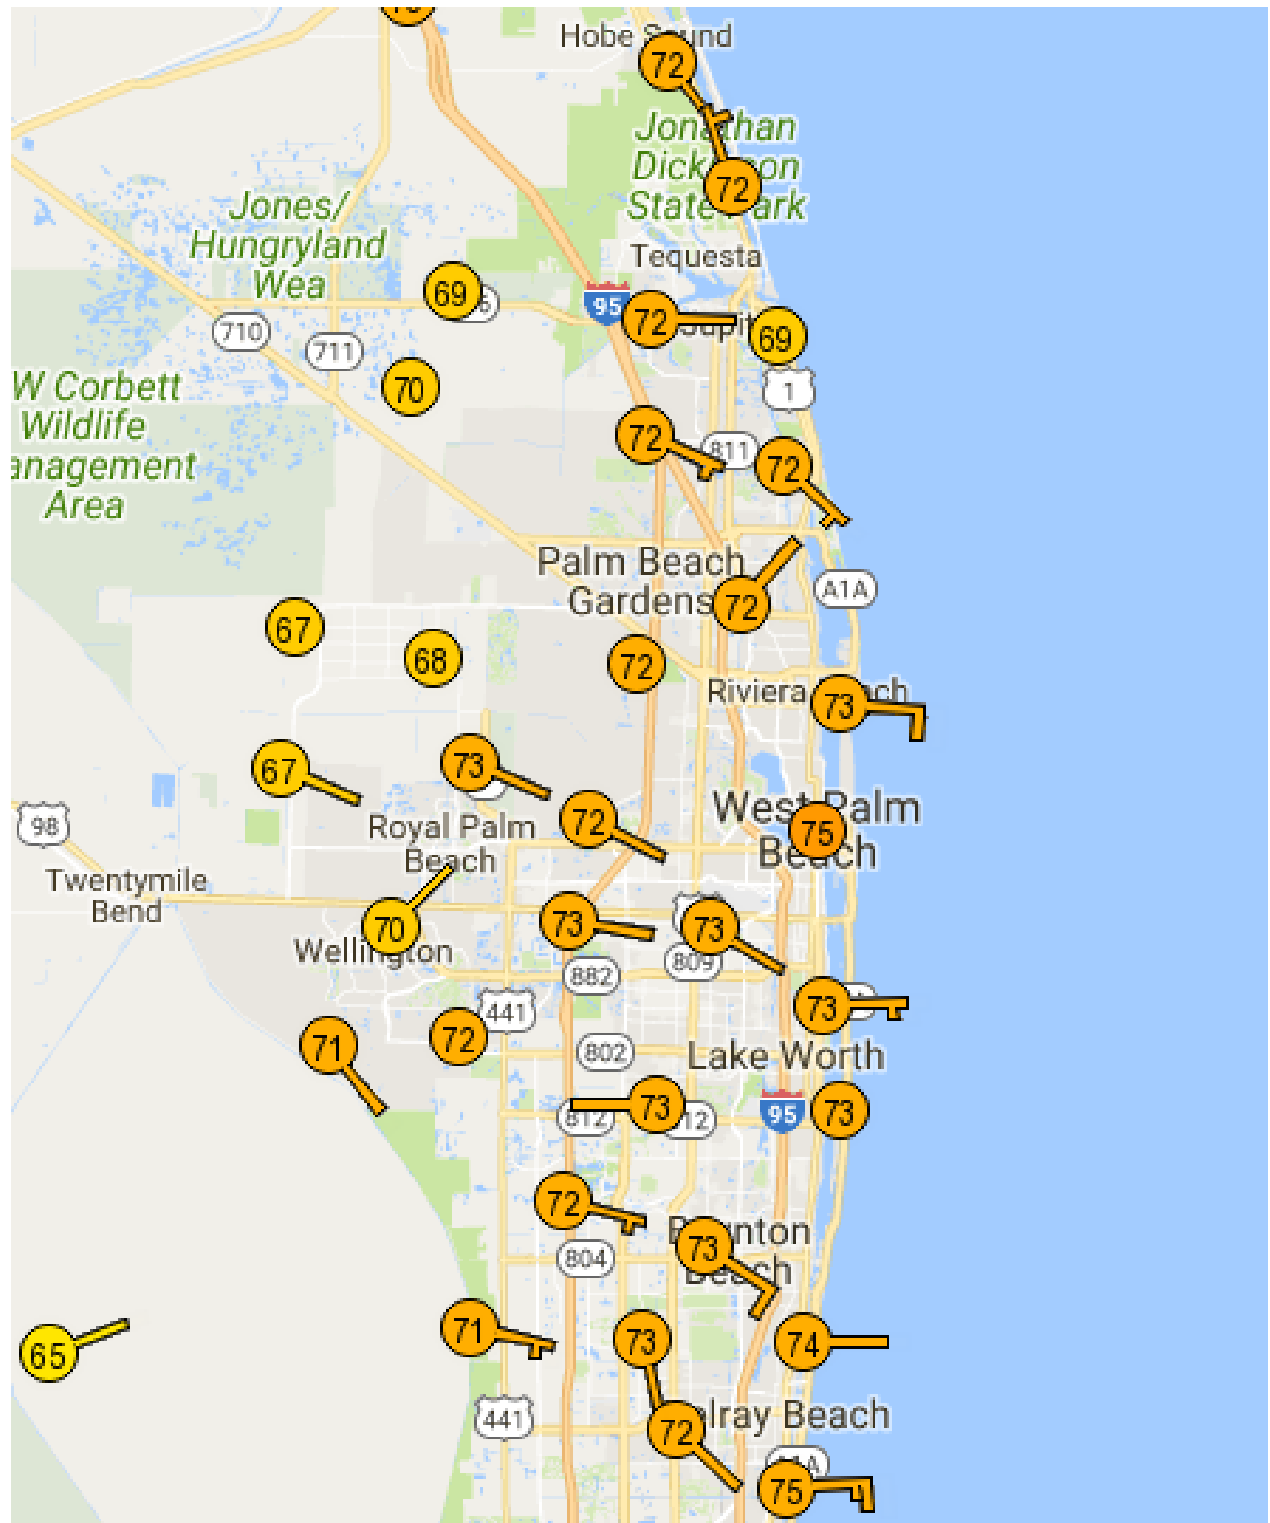 Hobe Sound
72
Jonathan
Dickinson
State Park
72
Jones/
Hungryland
Wea
Tequesta
69
95
72
69
710
711
1
70
W Corbett
Wildlife
anagement
Area
72
811
72
Palm Beach
Gardens
72
A1A
67
68
72
Riviera Beach
73
67
73
72
West Palm
Beach
75
98
Royal Palm
Beach
Twentymile
Bend
70
73
73
Wellington
809
882
73
441
71
72
802
Lake Worth
73
812
95
73
72
Boynton
Beach
73
804
71
73
74
65
441
72
Delray Beach
75